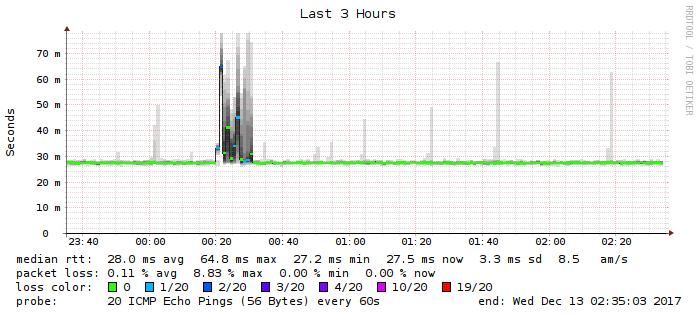 Last 3 Hours
RRDTOOL / TOBI OETIKER
Seconds
70 m
60 m
50 m
40 m
30 m
20 m
10 m
0
23:40 00:00 00:20 00:40 01:00 01:20 01:40 02:00 02:20
median rtt: 28.0 ms avg 64.8 ms max 27.2 ms min 27.5 ms now 3.3 ms sd 8.5 am/s
packet loss: 0.11 % avg 8.83 % max 0.00 % min 0.00 % now
loss color: 0 1/20 2/20 3/20 4/20 10/20 19/20
probe: 20 ICMP Echo Pings (56 Bytes) every 60s end: Wed Dec 13 02:35:03 2017